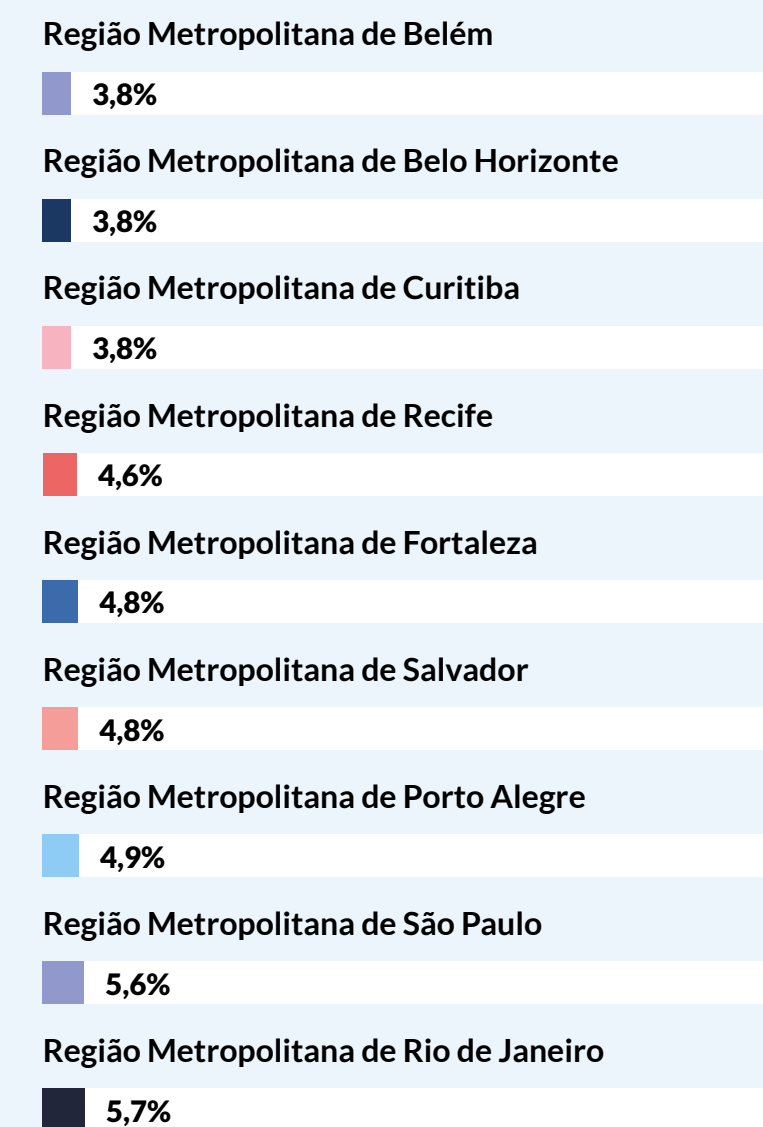 Região Metropolitana de Belém
3,8%
Região Metropolitana de Belo Horizonte
3,8%
Região Metropolitana de Curitiba
3,8%
Região Metropolitana de Recife
4,6%
Região Metropolitana de Fortaleza
4,8%
Região Metropolitana de Salvador
4,8%
Região Metropolitana de Porto Alegre
4,9%
Região Metropolitana de São Paulo
5,6%
Região Metropolitana de Rio de Janeiro
5,7%